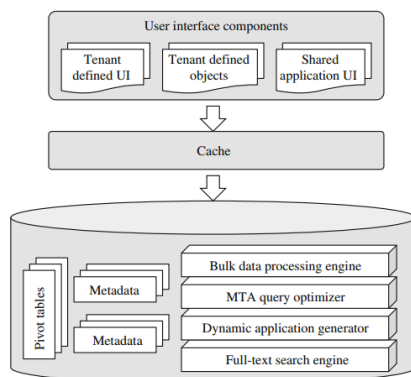 User interface components
Tenant
defined UI
Tenant
defined
objects
Shared
application UI
Cache
Pivot tables
Metadata
Metadata
Bulk data processing engine
MTA query optimizer
Dynamic application generator
Full-text search engine